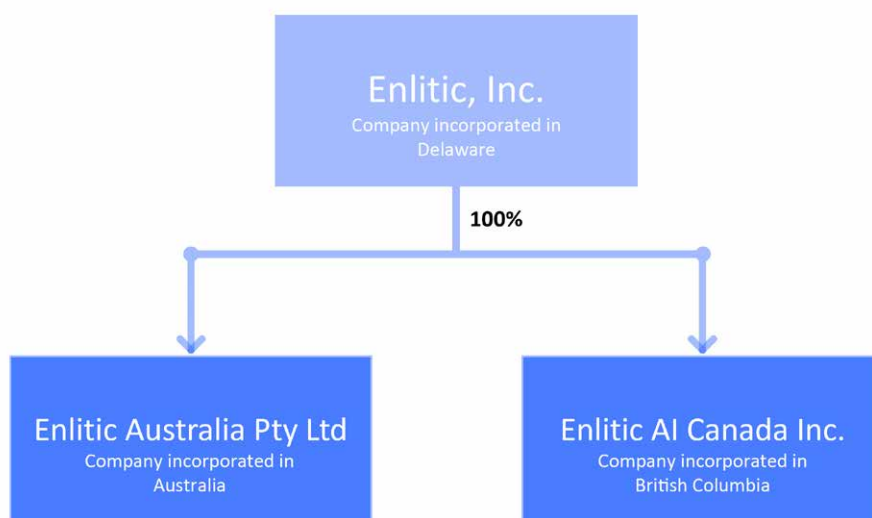 Enlitic, Inc.
Company incorporated in
Delaware
100%
Enlitic Australia Pty Ltd
Company incorporated in
Australia
Enlitic AI Canada Inc.
Company incorporated in
British Columbia